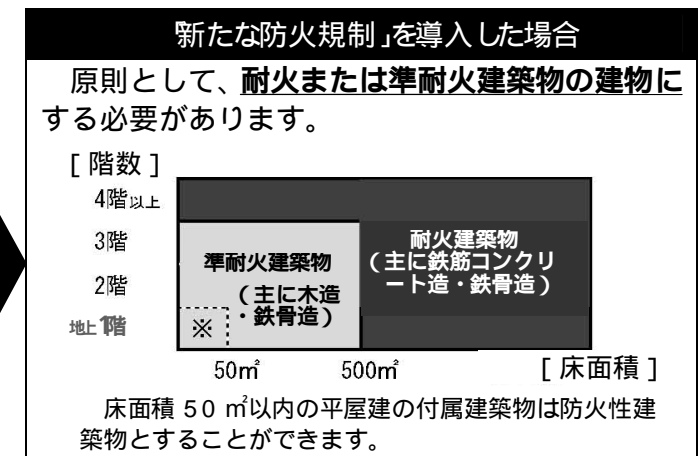 「新たな防火規制」を導入した場合
原則として、耐火または準耐火建築物の建物に
する必要があります。
[ 階数 ]
4階以上
3階
2階
地上1階
準耐火建築物
（主に木造
・鉄骨造）
※
耐火建築物
（主に鉄筋コンクリ
ート造・鉄骨造）
50㎡
500㎡
[ 床面積 ]
床面積 50 ㎡以内の平屋建の付属建築物は防火性建
築物とすることができます。